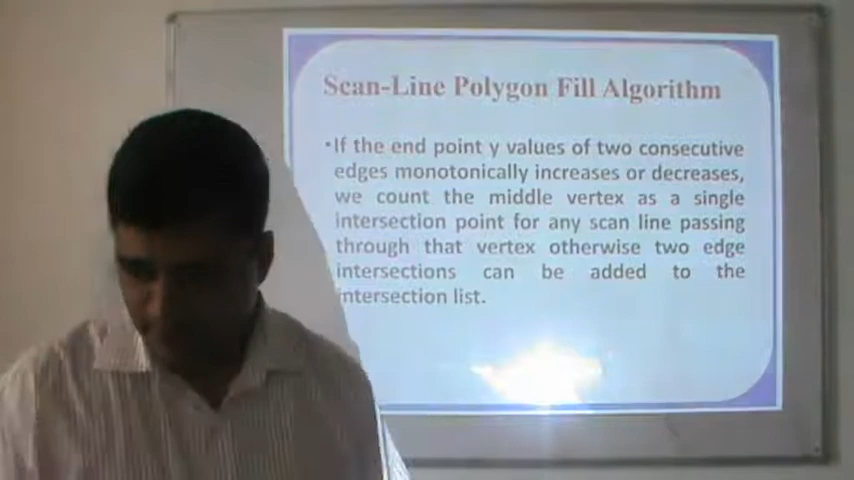 Scan-Line Polygon Fill Algorithm
•If the end point y values of two consecutive
edges monotonically increases or decreases,
we count the middle vertex as a single
intersection point for any scan line passing
through that vertex otherwise two edge
intersections can be added to the
intersection list.